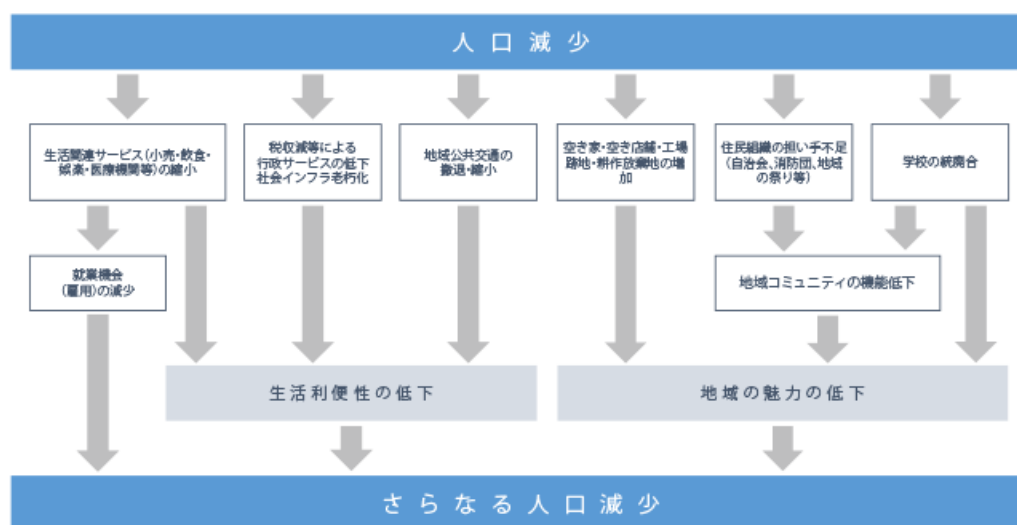 人口減少
生活関連サービス(小売・飲食・
娯楽・医療機関等)の縮小
税収減等による
行政サービスの低下
社会インフラ老朽化
地域公共交通の
撤退・縮小
空き家・空き店舗・工場
跡地・耕作放棄地の増
加
住民組織の担い手不足
(自治会、消防団、地域
の祭り等)
学校の統廃合
就業機会
(雇用)の減少
地域コミュニティの機能低下
生活利便性の低下
地域の魅力の低下
さらなる人口減少